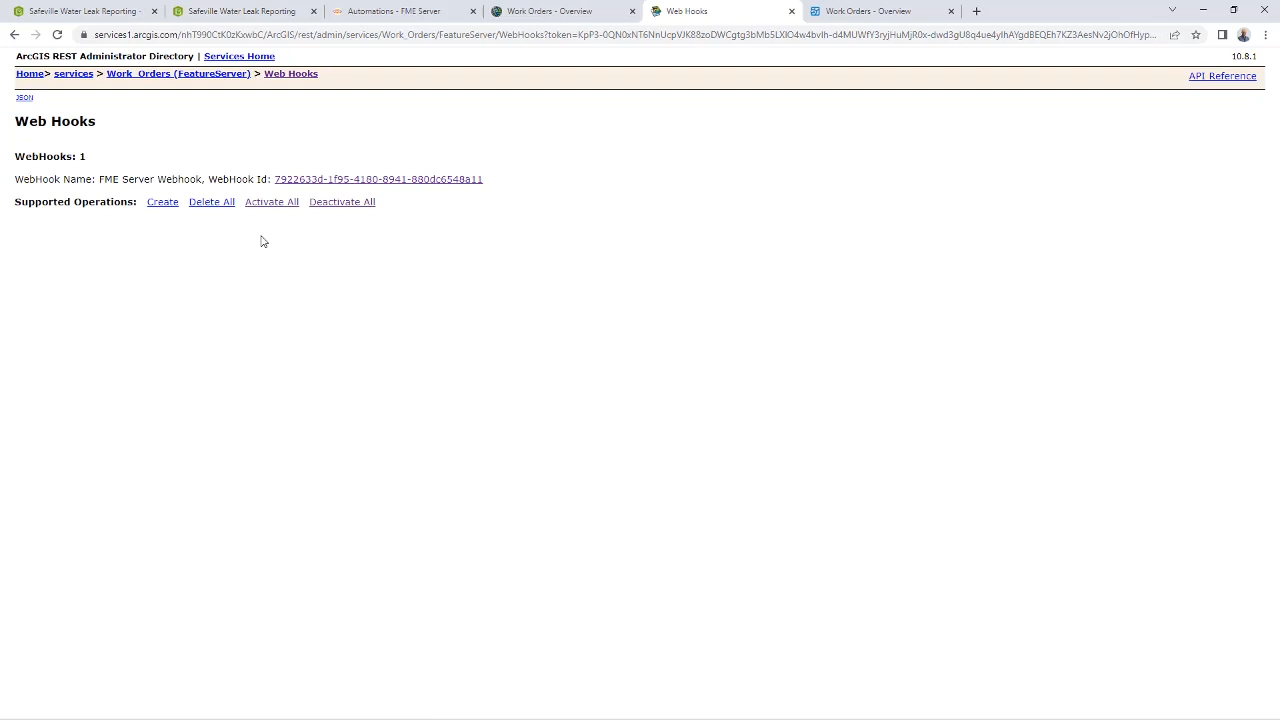 Safeville Water Leak Reporting -
Safeville Water Leak Reporting
Automations - FME Server
Work Orders - Overview
Web Hooks
Work Orders - Overview
ArcGIS REST Administrator Directory | Services Home
10.8.1
Home> services > Work_Orders (FeatureServer) > Web Hooks
API Reference
JSON
Web Hooks
WebHooks: 1
WebHook Name: FME Server Webhook, WebHook Id: 7922633d-1f95-4180-8941-880dc6548a11
Supported Operations: Create Delete All Activate All Deactivate All